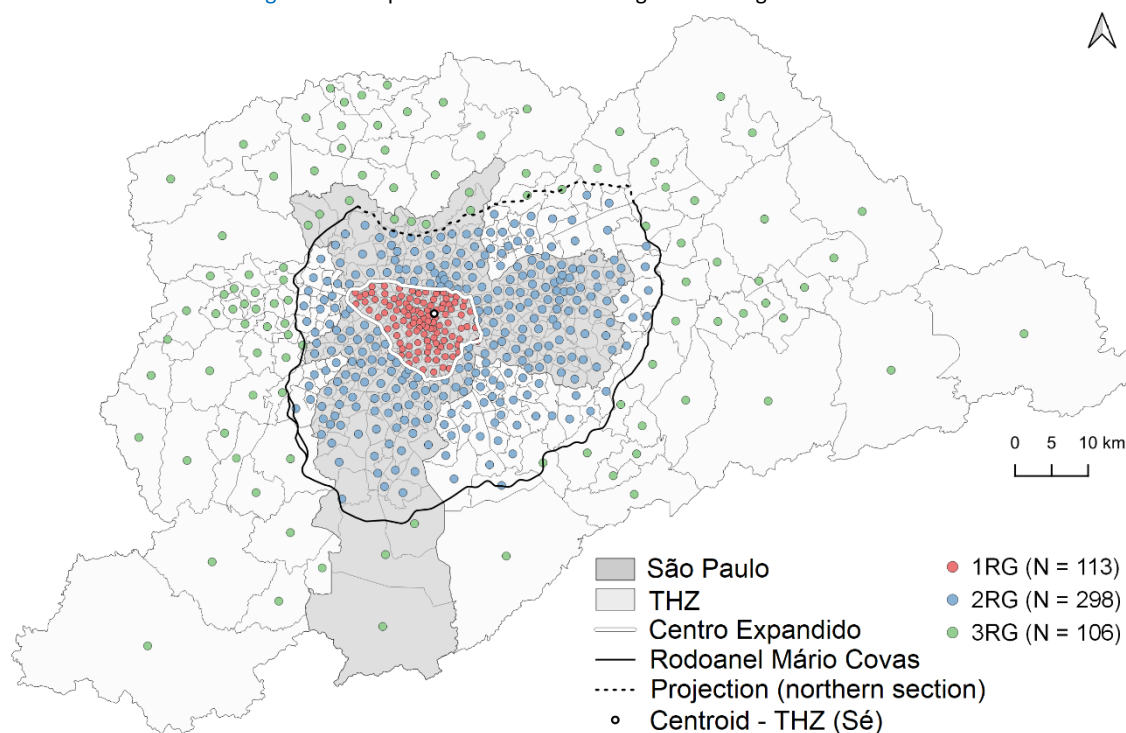 0 5 10 km
São Paulo
THZ
Centro Expandido
Rodoanel Mário Covas
Projection (northern section)
Centroid - THZ (Sé)
1RG (N = 113)
2RG (N = 298)
3RG (N = 106)